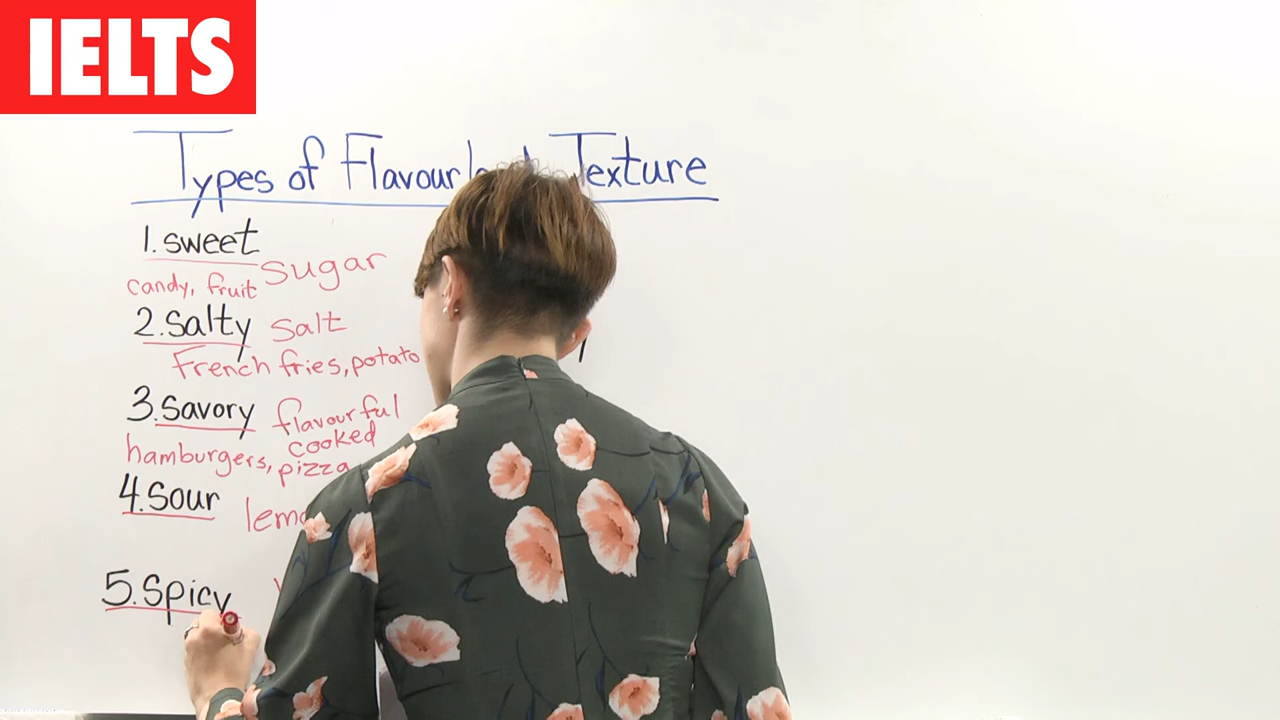 IELTS
Types of Flavour Texture
1. sweet
sugar
candy, fruit
2. Salty salt
French fries, potato
3. Savory flavourful
cooked
hamburgers, pizza
4. Sour
5. Spicy